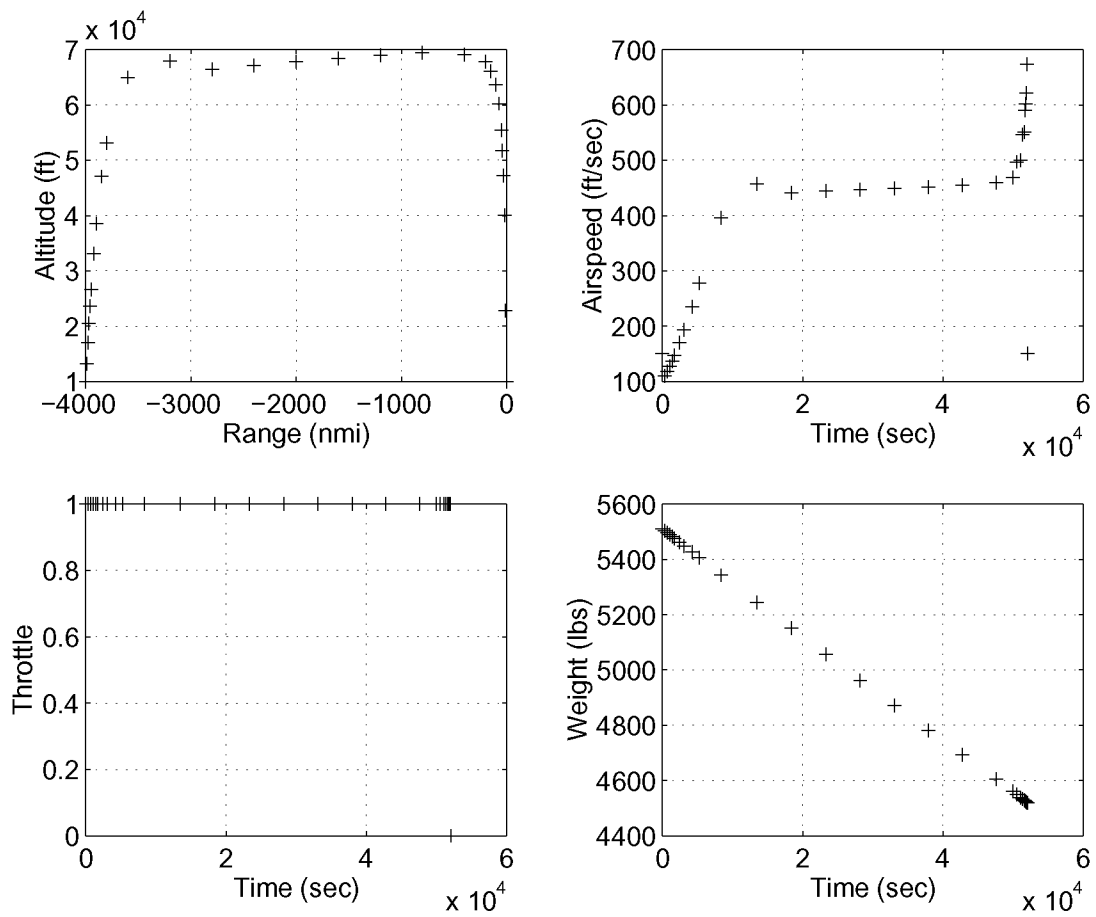 x 10^4
7
6
5
4
3
2
1
Altitude (ft)
−4000 −3000 −2000 −1000 0
Range (nmi)
700
600
500
400
300
200
100
Airspeed (ft/sec)
0 2 4 6
Time (sec)
x 10^4
1
0.8
0.6
0.4
0.2
0
Throttle
0 2 4 6
Time (sec)
x 10^4
5600
5400
5200
5000
4800
4600
4400
Weight (lbs)
0 2 4 6
Time (sec)
x 10^4